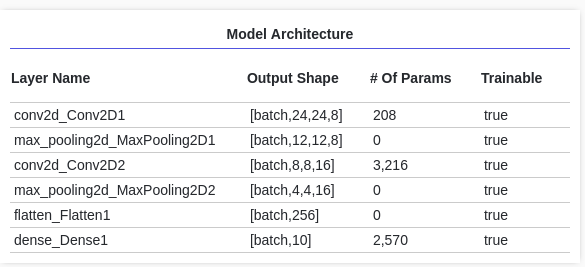 Model Architecture
Layer Name Output Shape # Of Params Trainable
conv2d_Conv2D1 [batch,24,24,8] 208 true
max_pooling2d_MaxPooling2D1 [batch,12,12,8] 0 true
conv2d_Conv2D2 [batch,8,8,16] 3,216 true
max_pooling2d_MaxPooling2D2 [batch,4,4,16] 0 true
flatten_Flatten1 [batch,256] 0 true
dense_Dense1 [batch,10] 2,570 true